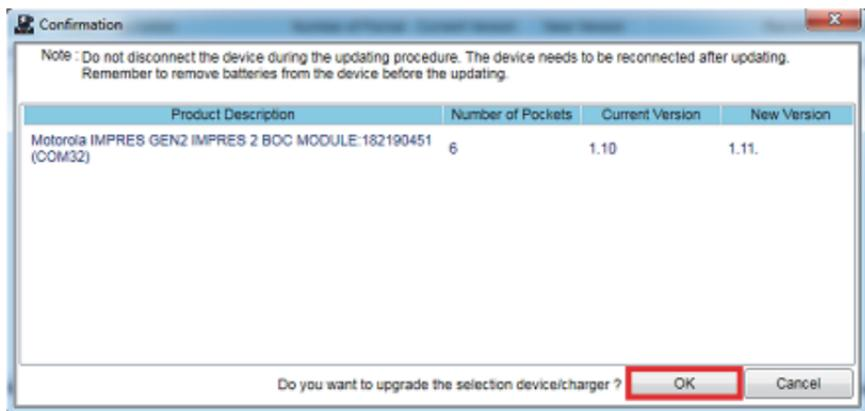 Confirmation
Note : Do not disconnect the device during the updating procedure. The device needs to be reconnected after updating.
Remember to remove batteries from the device before the updating.
Product Description Number of Pockets Current Version New Version
Motorola IMPRES GEN2 IMPRES 2 BOC MODULE:182190451 6 1.10 1.11.
(COM32)
Do you want to upgrade the selection device/charger ? OK Cancel